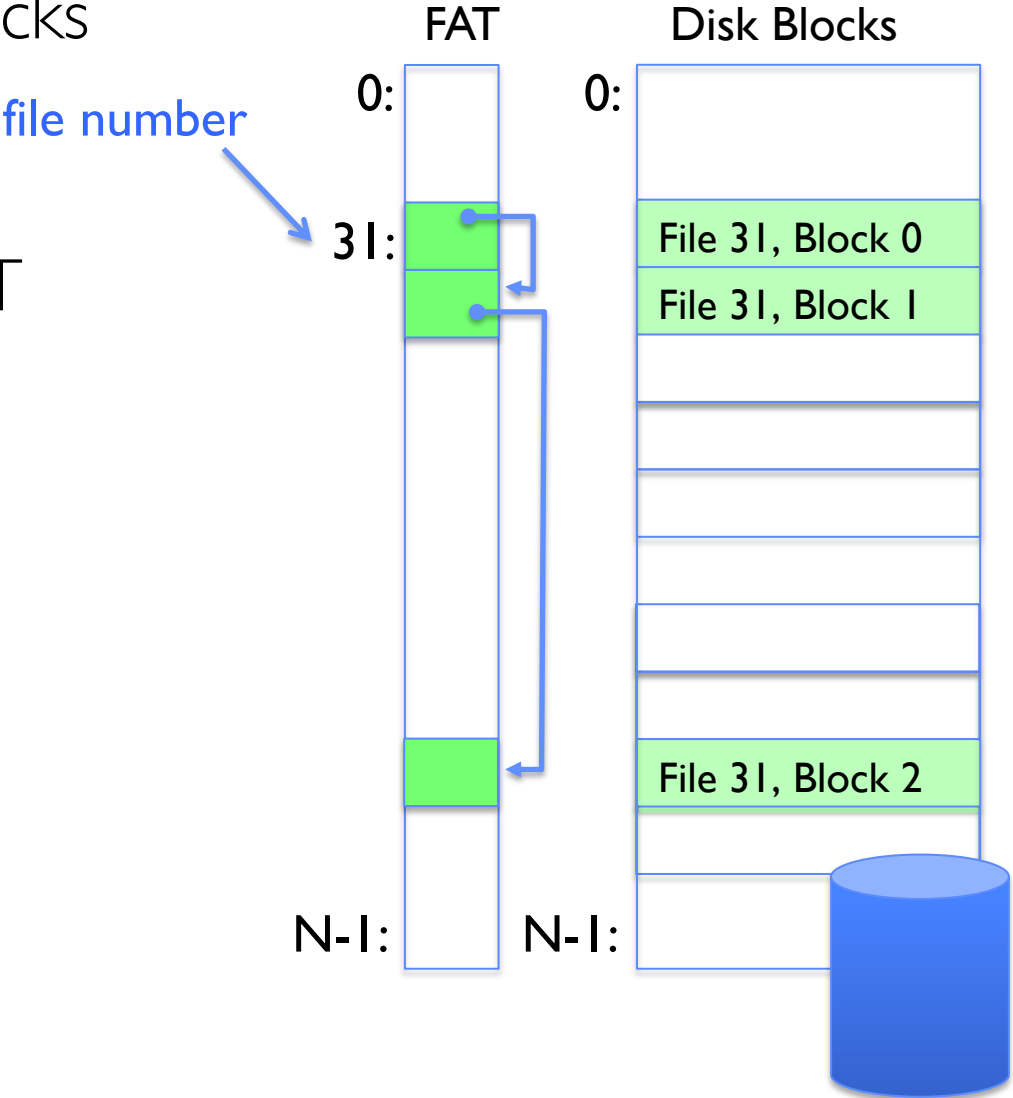 cks
FAT
Disk Blocks
0:
0:
file number
31:
File 31, Block 0
T
File 31, Block 1
File 31, Block 2
N-1:
N-1: